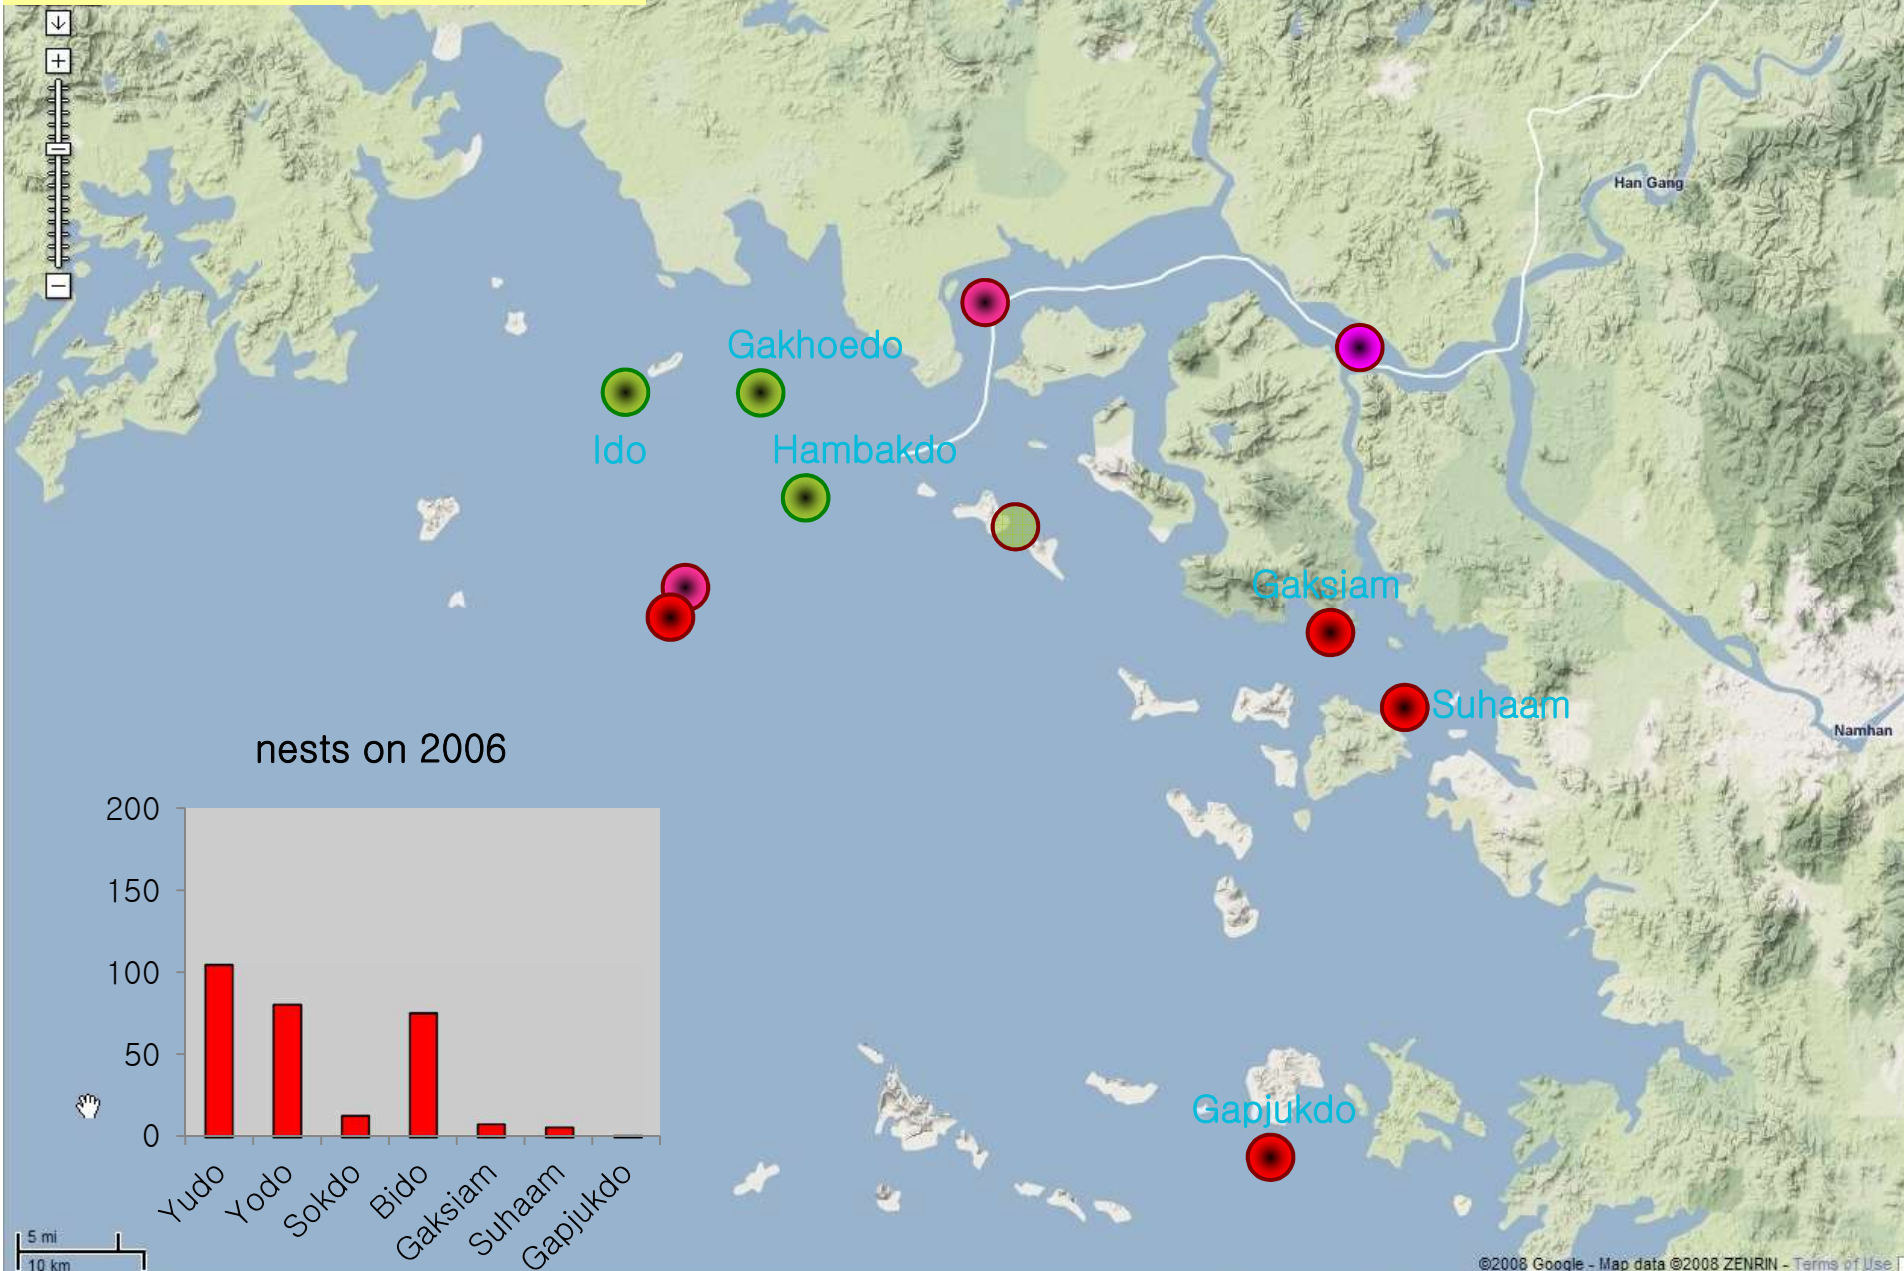 Han Gang
Gakhoedo
Ido
Hambakdo
Gaksiam
Suhaam
Namhan
nests on 2006
200
150
100
50
0
Yudo
Yodo
Sokdo
Bido
Gaksiam
Suhaam
Gapjukdo
Gapjukdo
5 mi
10 km
©2008 Google - Map data ©2008 ZENRIN - Terms of Use